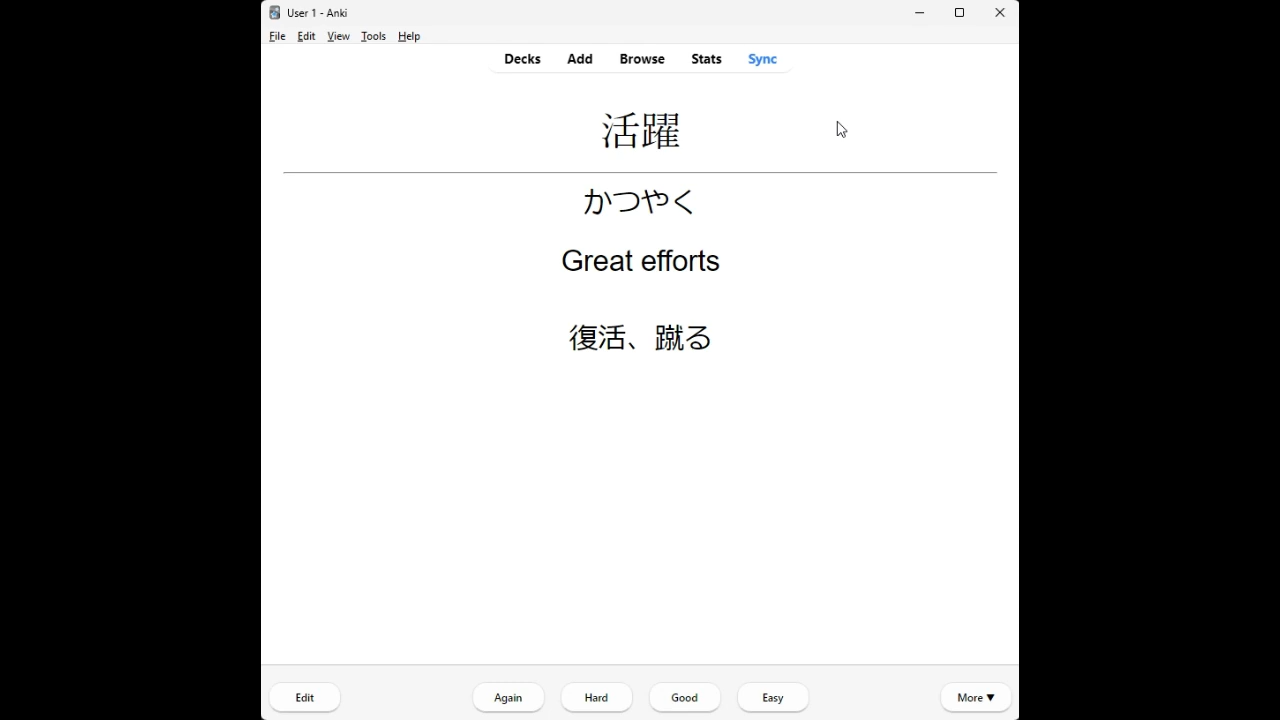 User 1 - Anki
File Edit View Tools Help
Decks Add Browse Stats Sync
活躍
かつやく
Great efforts
復活、蹴る
Edit Again Hard Good Easy More ▼